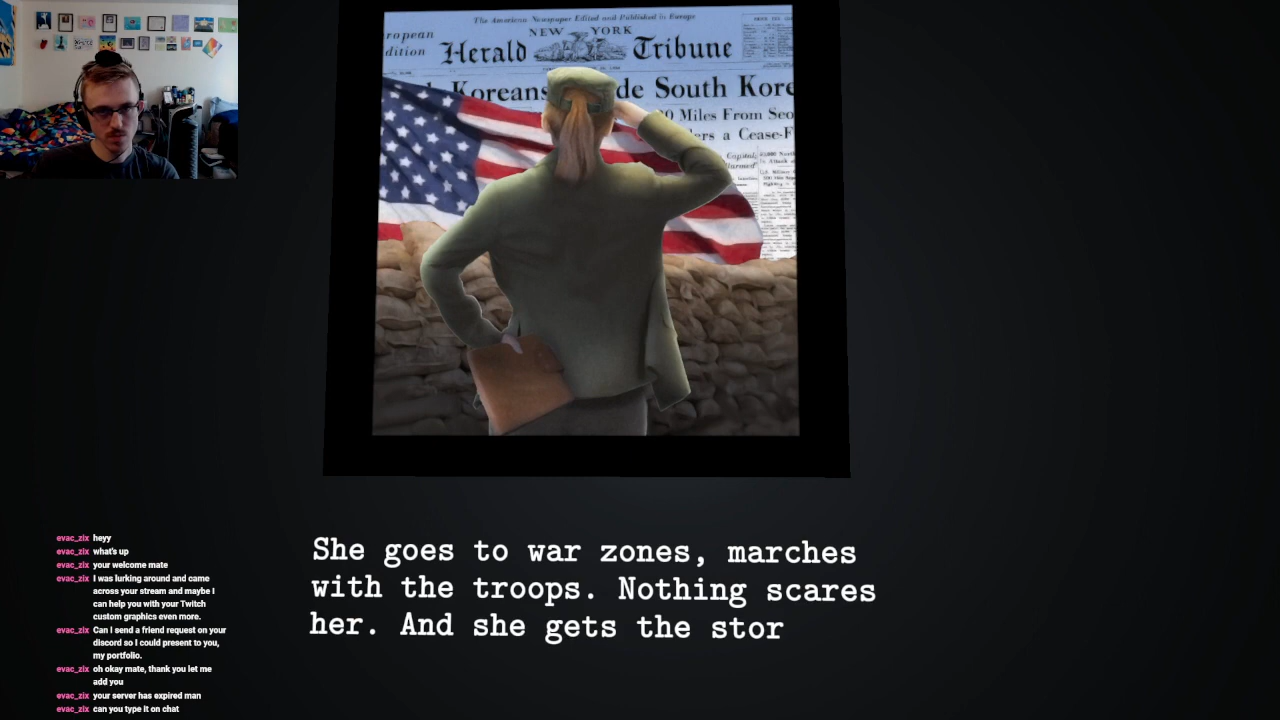 The American Newspaper Edited and Published in Europe
ropean
dition
NEW YORK
Herald Tribune
Koreans de South Kore
0 Miles From Seo
ers a Cease-F
Capital
She goes to war zones, marches
with the troops. Nothing scares
her. And she gets the stor
evac_zix heyy
evac_zix what's up
evac_zix your welcome mate
evac_zix I was lurking around and came
across your stream and maybe I
can help you with your Twitch
custom graphics even more.
evac_zix Can I send a friend request on your
discord so I could present to you,
my portfolio.
evac_zix oh okay mate, thank you let me
add you
evac_zix your server has expired man
evac_zix can you type it on chat